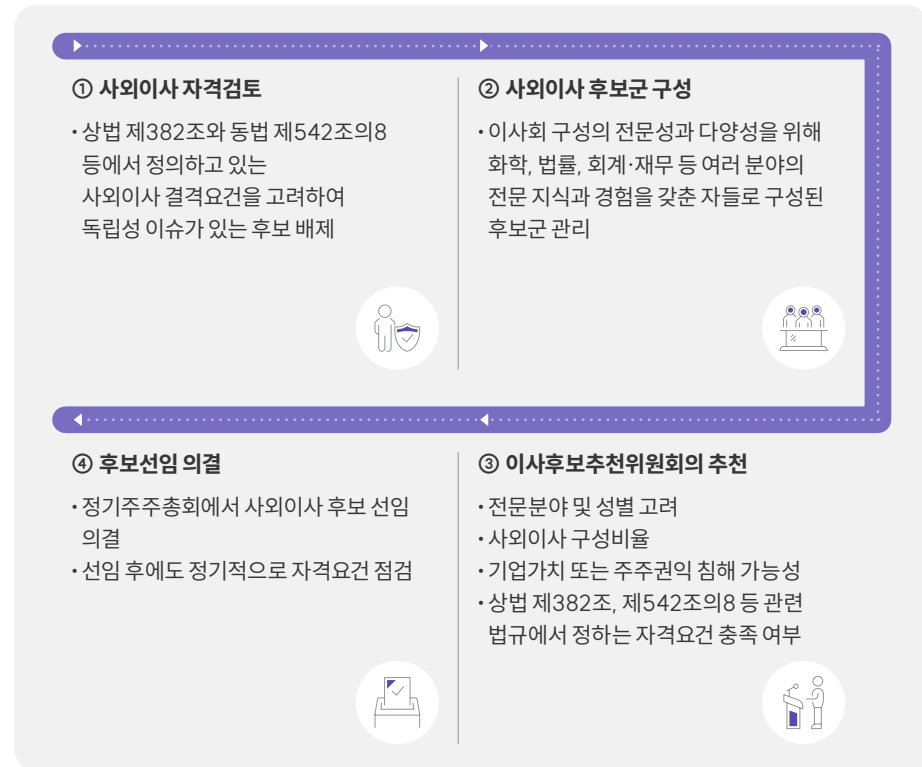 ① 사외이사 자격검토
• 상법 제382조와 동법 제542조의8
등에서 정의하고 있는
사외이사 결격요건을 고려하여
독립성 이슈가 있는 후보 배제
② 사외이사 후보군 구성
• 이사회 구성의 전문성과 다양성을 위해
화학, 법률, 회계·재무 등 여러 분야의
전문 지식과 경험을 갖춘 자들로 구성된
후보군 관리
③ 이사후보추천위원회의 추천
• 전문분야 및 성별 고려
• 사외이사 구성비율
• 기업가치 또는 주주권익 침해 가능성
• 상법 제382조, 제542조의8 등 관련
법규에서 정하는 자격요건 충족 여부
④ 후보선임 의결
• 정기주주총회에서 사외이사 후보 선임
의결
• 선임 후에도 정기적으로 자격요건 점검